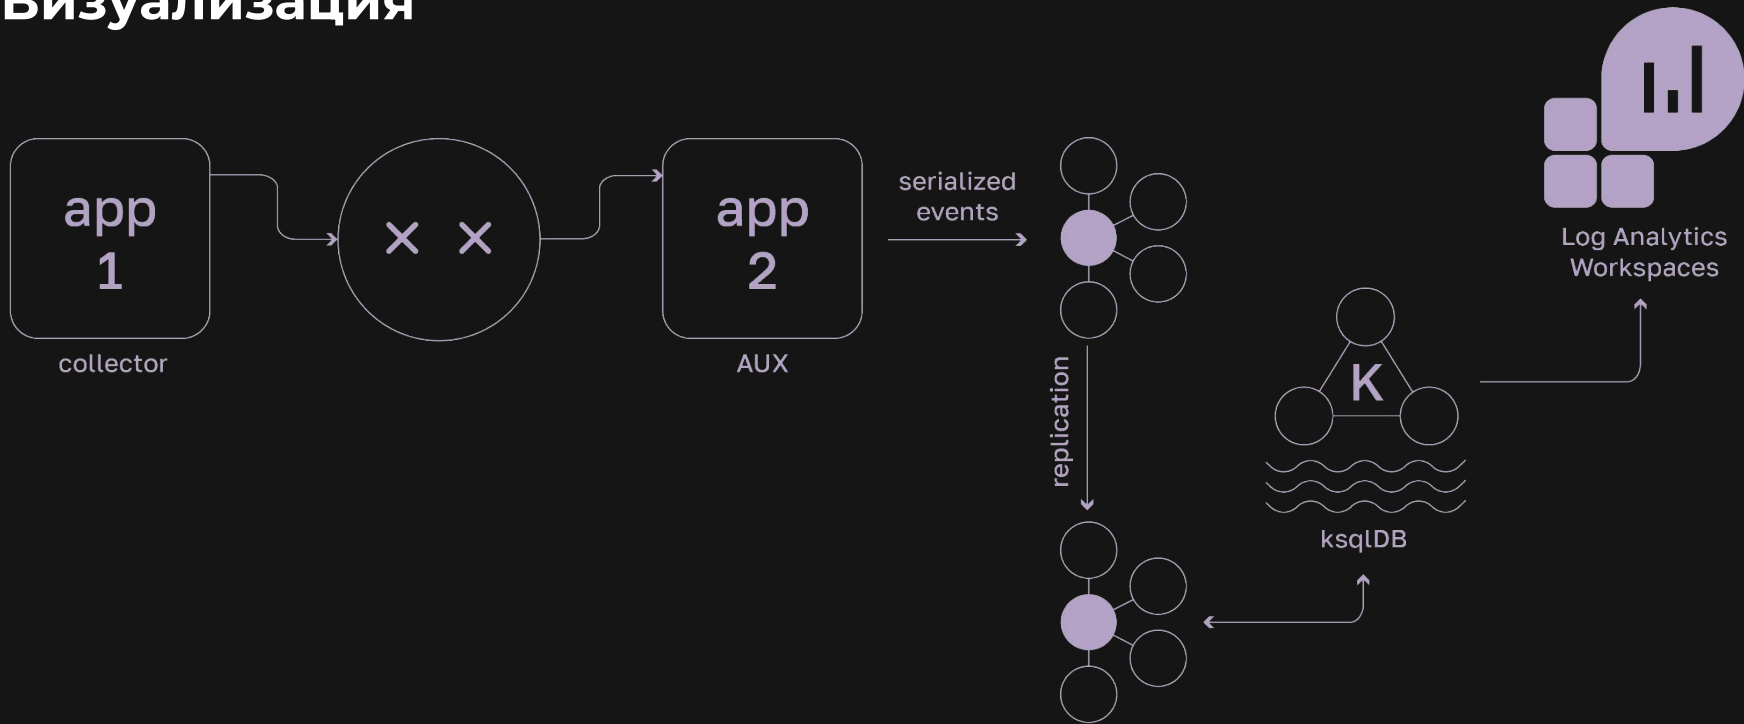 Визуализация
app
1
collector
app
2
AUX
serialized
events
replication
K
ksqlDB
Log Analytics
Workspaces